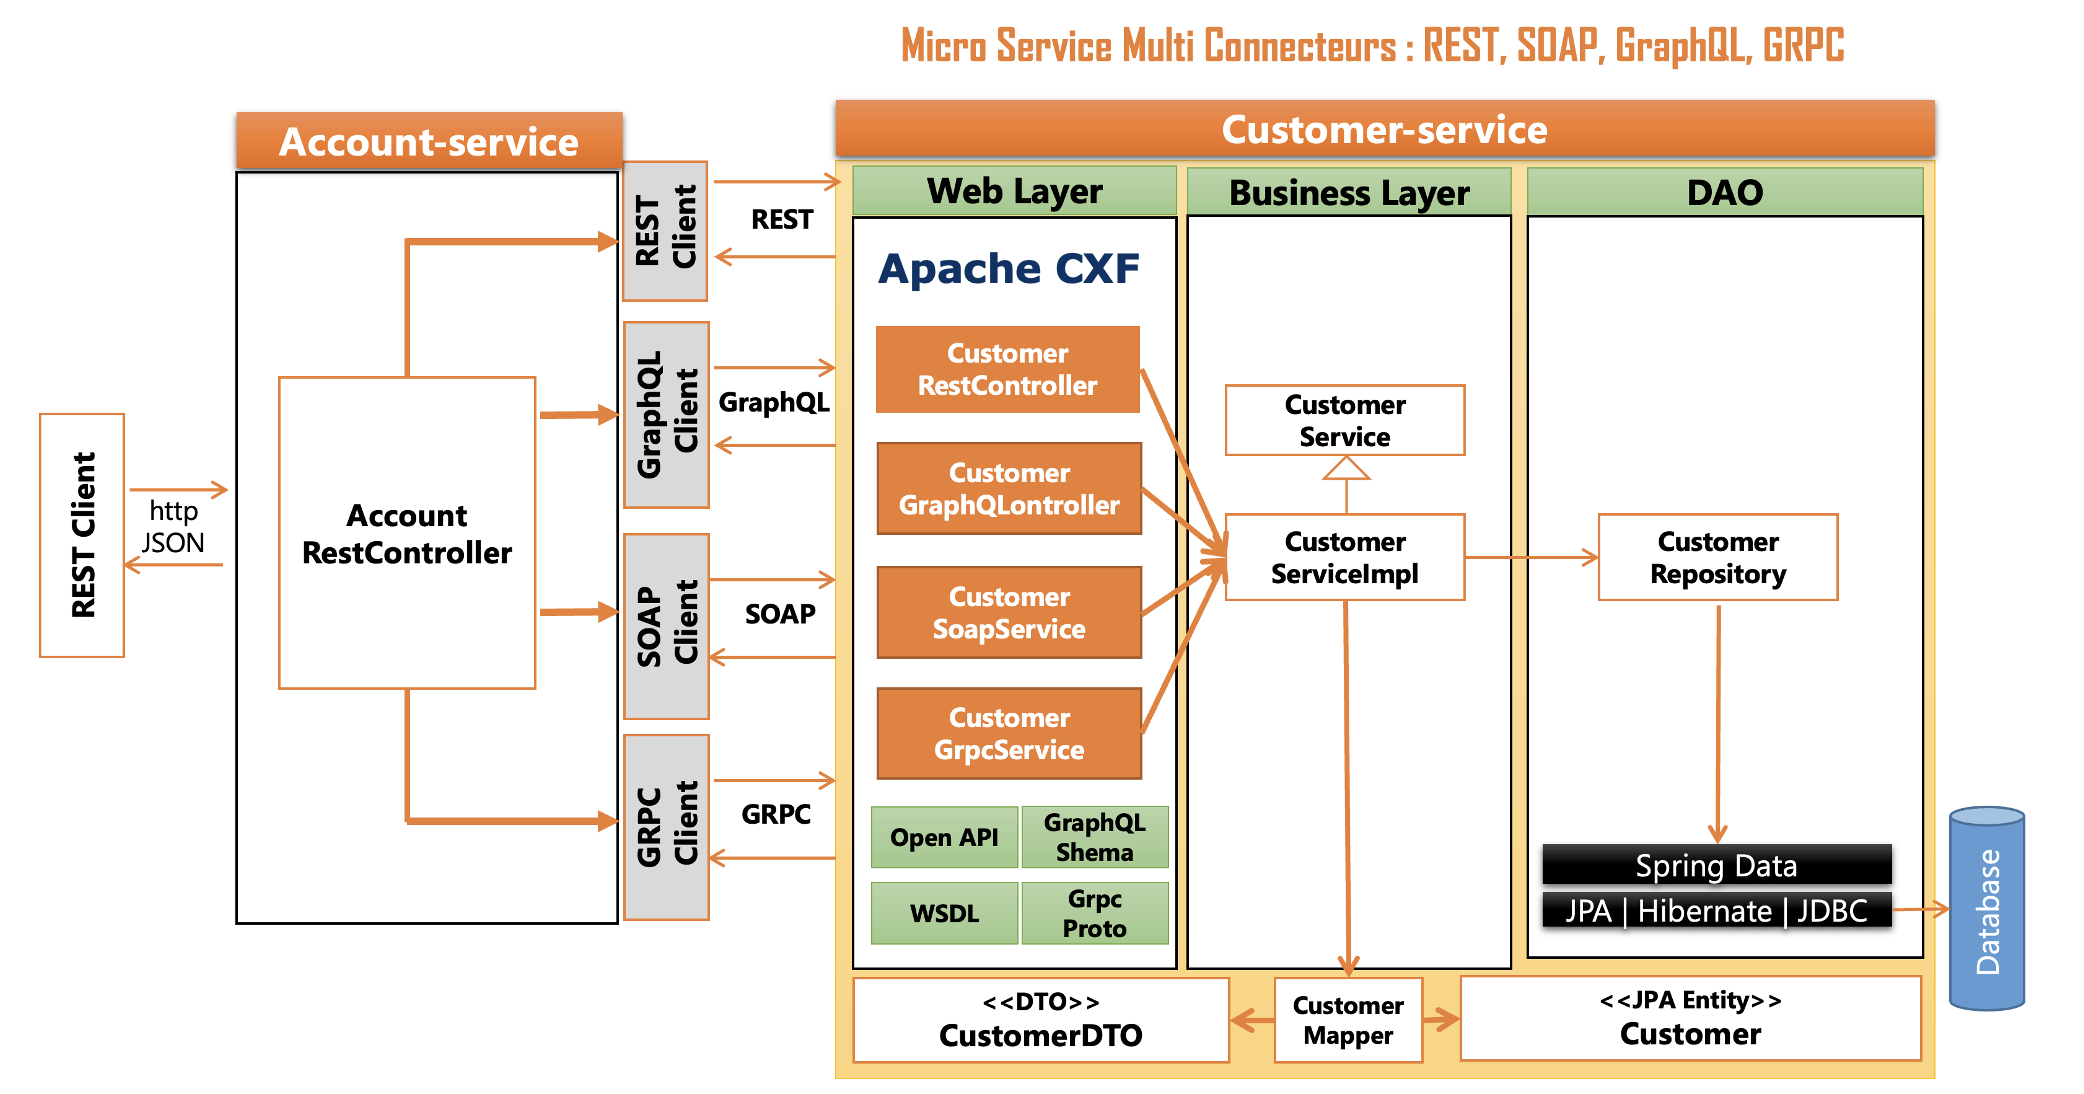 Micro Service Multi Connecteurs : REST, SOAP, GraphQL, GRPC
Account-service
Customer-service
REST Client
http
JSON
Account
RestController
REST
Client
GraphQL
Client
SOAP
Client
GRPC
Client
REST
GraphQL
SOAP
GRPC
Web Layer
Apache CXF
Customer
RestController
Customer
GraphQLontroller
Customer
SoapService
Customer
GrpcService
Open API
GraphQL
Shema
WSDL
Grpc
Proto
Business Layer
Customer
Service
Customer
ServiceImpl
DAO
Customer
Repository
Spring Data
JPA | Hibernate | JDBC
Database
<<DTO>>
CustomerDTO
Customer
Mapper
<<JPA Entity>>
Customer